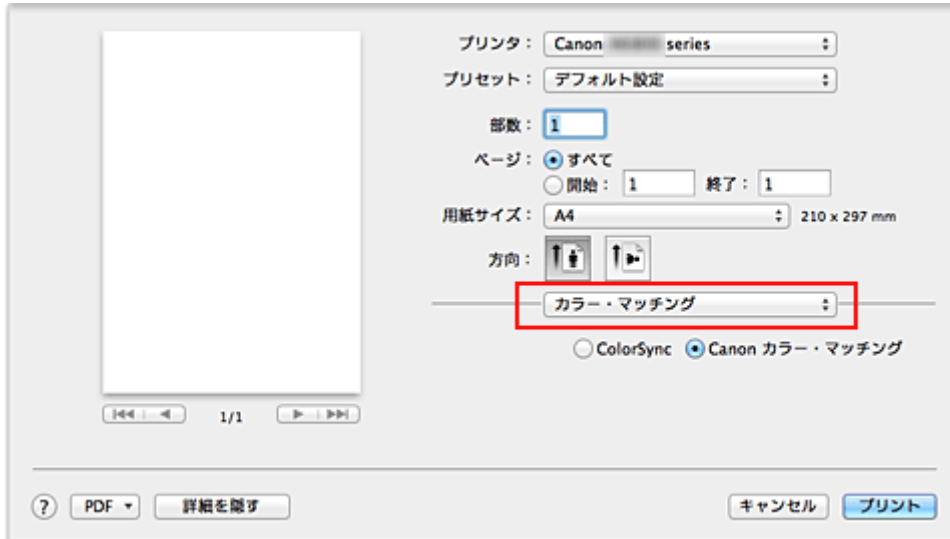 プリンタ： Canon series
プリセット： デフォルト設定
部数： 1
ページ： すべて
開始： 1 終了： 1
用紙サイズ： A4 210 x 297 mm
方向：
カラー・マッチング
ColorSync Canon カラー・マッチング
1/1
? PDF 詳細を隠す キャンセル プリント